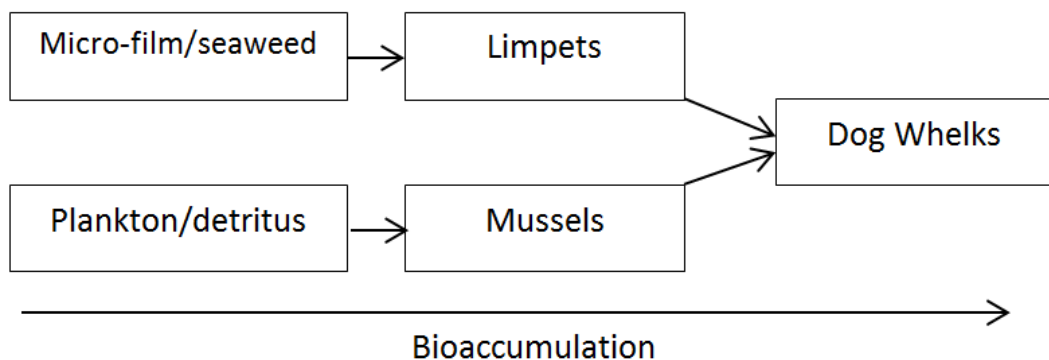 Micro-film/seaweed
Limpets
Dog Whelks
Plankton/detritus
Mussels
Bioaccumulation